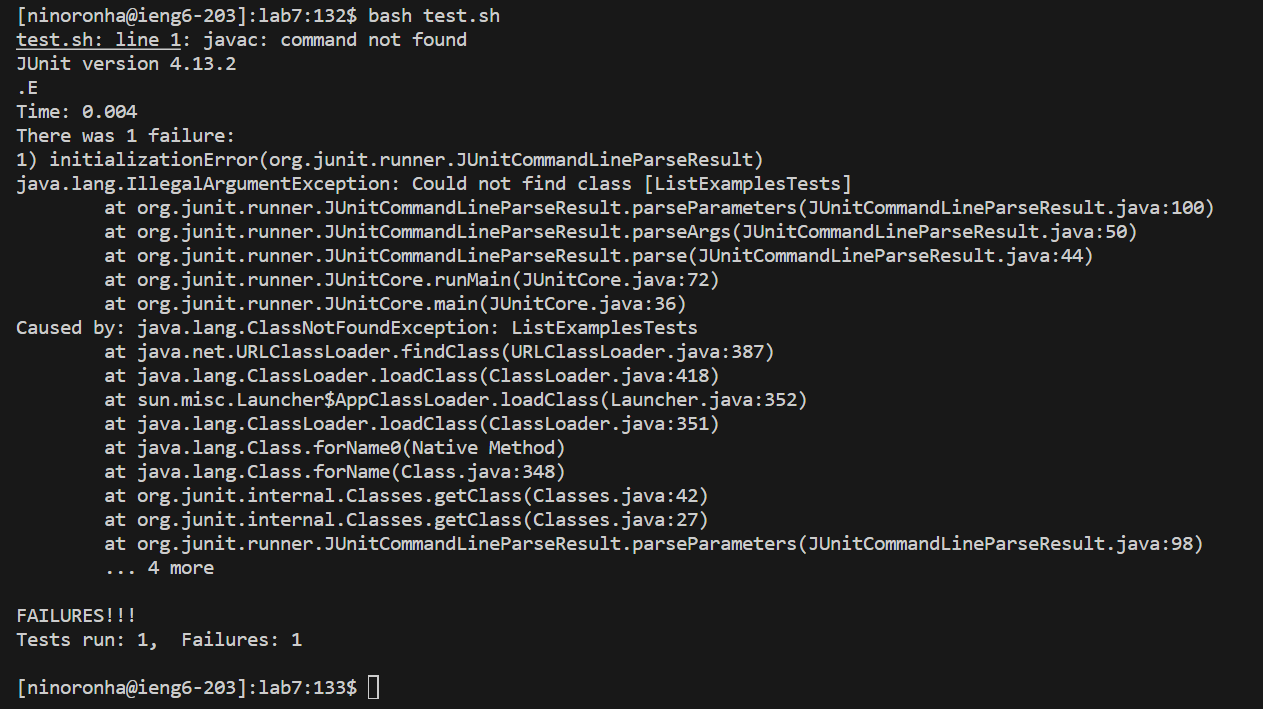 [ninoronha@ieng6-203]:lab7:132$ bash test.sh
test.sh: line 1: javac: command not found
JUnit version 4.13.2
.E
Time: 0.004
There was 1 failure:
1) initializationError(org.junit.runner.JUnitCommandLineParseResult)
java.lang.IllegalArgumentException: Could not find class [ListExamplesTests]
        at org.junit.runner.JUnitCommandLineParseResult.parseParameters(JUnitCommandLineParseResult.java:100)
        at org.junit.runner.JUnitCommandLineParseResult.parseArgs(JUnitCommandLineParseResult.java:50)
        at org.junit.runner.JUnitCommandLineParseResult.parse(JUnitCommandLineParseResult.java:44)
        at org.junit.runner.JUnitCore.runMain(JUnitCore.java:72)
        at org.junit.runner.JUnitCore.main(JUnitCore.java:36)
Caused by: java.lang.ClassNotFoundException: ListExamplesTests
        at java.net.URLClassLoader.findClass(URLClassLoader.java:387)
        at java.lang.ClassLoader.loadClass(ClassLoader.java:418)
        at sun.misc.Launcher$AppClassLoader.loadClass(Launcher.java:352)
        at java.lang.ClassLoader.loadClass(ClassLoader.java:351)
        at java.lang.Class.forName0(Native Method)
        at java.lang.Class.forName(Class.java:348)
        at org.junit.internal.Classes.getClass(Classes.java:42)
        at org.junit.internal.Classes.getClass(Classes.java:27)
        at org.junit.runner.JUnitCommandLineParseResult.parseParameters(JUnitCommandLineParseResult.java:98)
        ... 4 more
FAILURES!!!
Tests run: 1,  Failures: 1
[ninoronha@ieng6-203]:lab7:133$